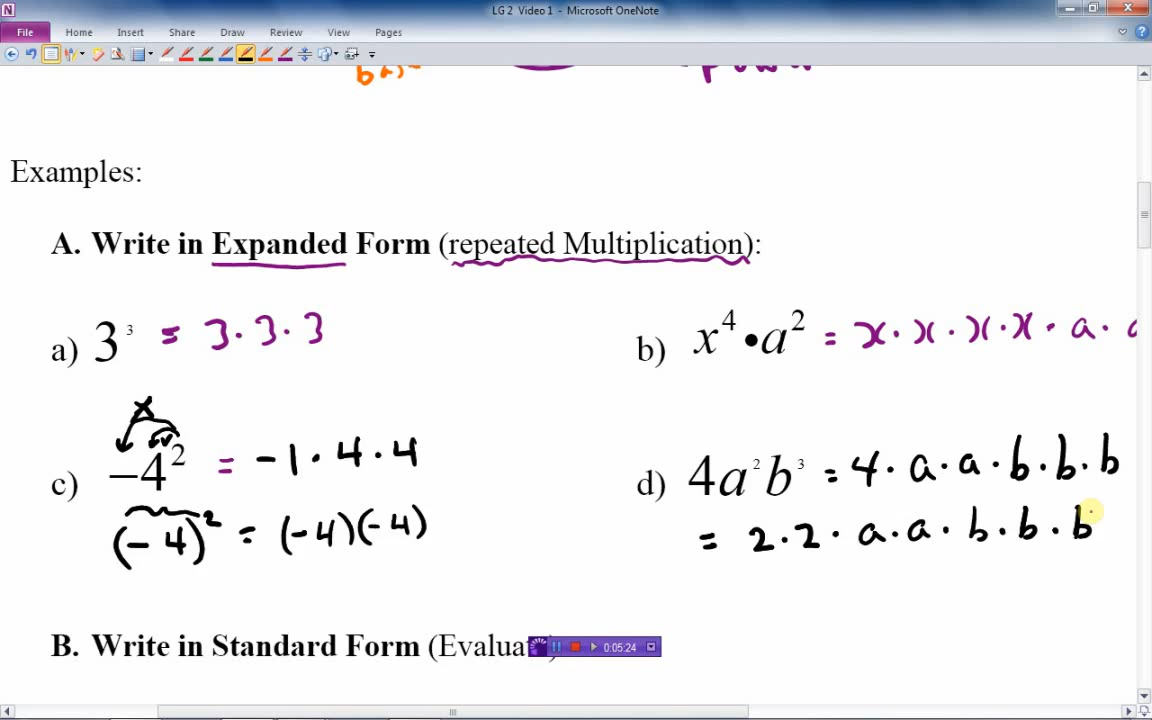 LG 2 Video 1 - Microsoft OneNote
File Home Insert Share Draw Review View Pages
Examples:
A. Write in Expanded Form (repeated Multiplication):
a) 3³ = 3·3·3
b) x⁴•a² = x·x·x·x·a·
x
c) -4² = -1·4·4
(-4)² = (-4)(-4)
d) 4a²b³ = 4·a·a·b·b·b
= 2·2·a·a·b·b·b
B. Write in Standard Form (Evalua
0:05:24